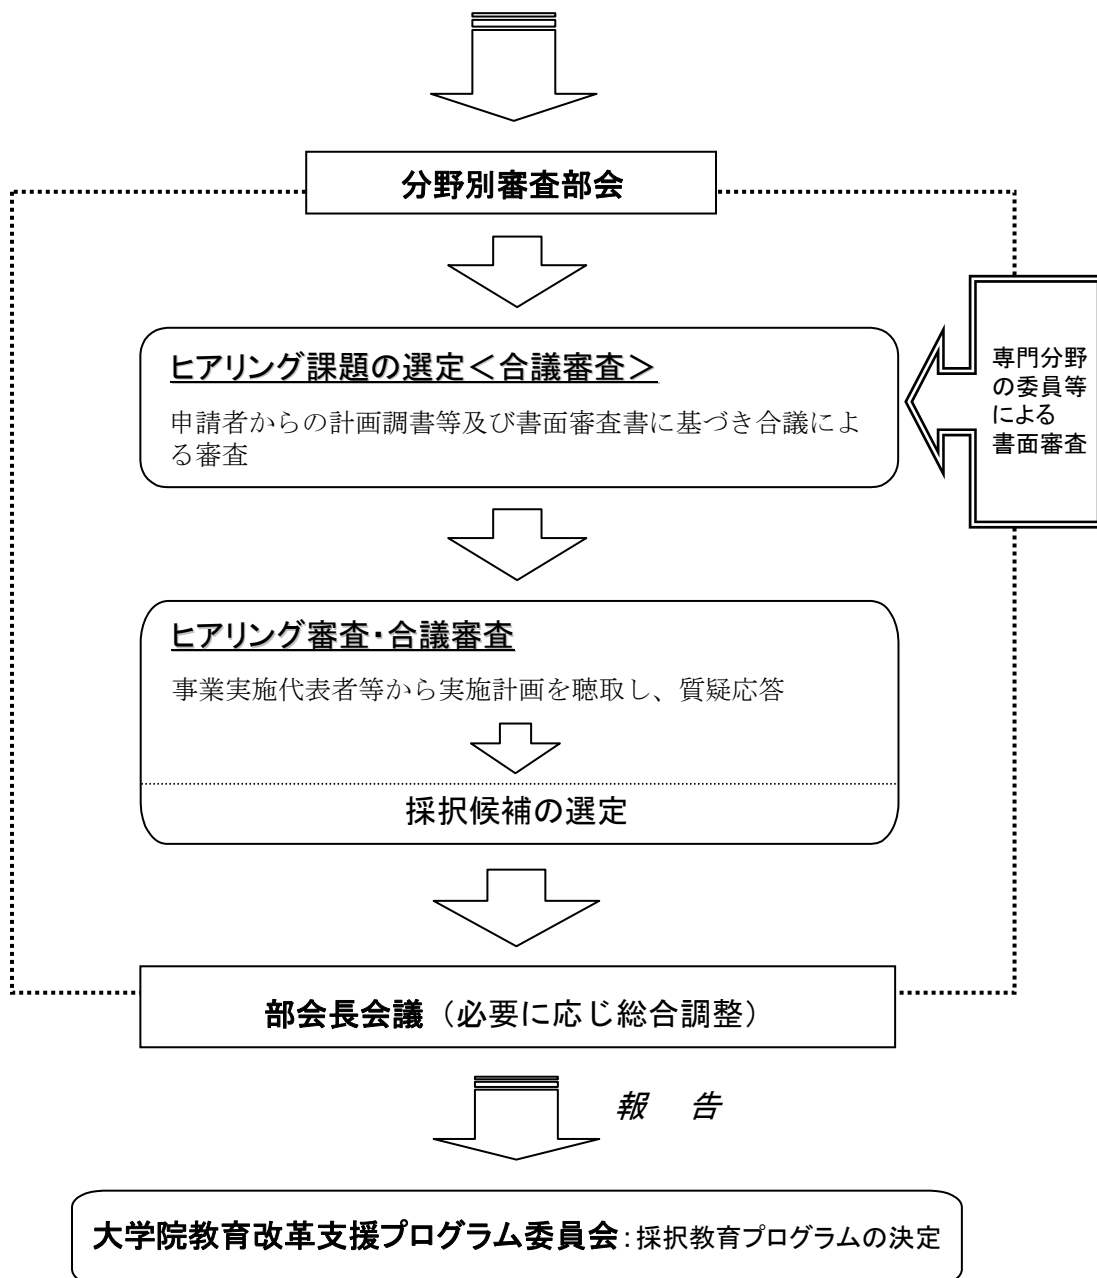 分野別審査部会
ヒアリング課題の選定＜合議審査＞
申請者からの計画調書等及び書面審査書に基づき合議によ
る審査
専門分野
の委員等
による
書面審査
ヒアリング審査・合議審査
事業実施代表者等から実施計画を聴取し、質疑応答
採択候補の選定
部会長会議（必要に応じ総合調整）
報　告
大学院教育改革支援プログラム委員会：採択教育プログラムの決定